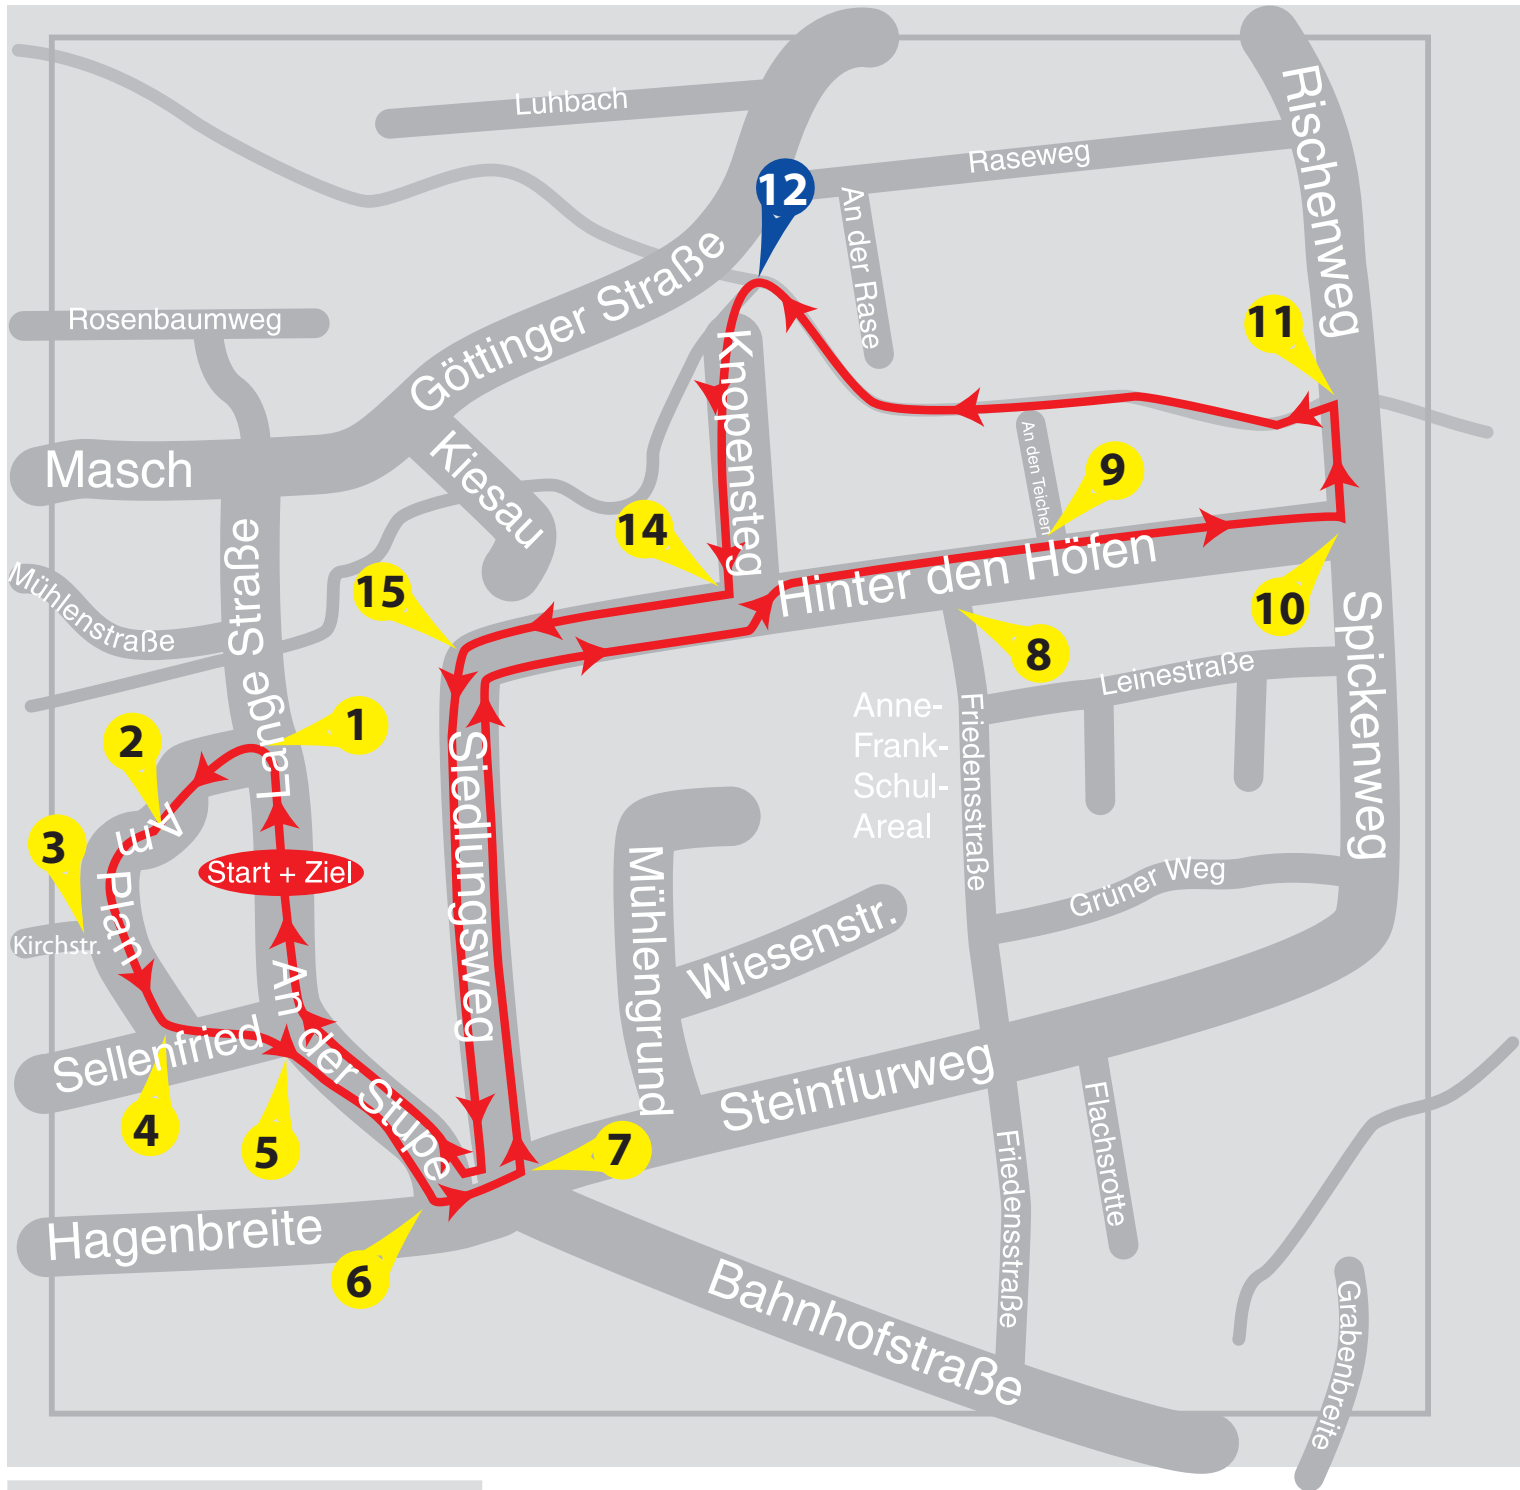 Luhbach
Rischenweg
Raseweg
12
An der Rase
Göttinger Straße
Rosenbaumweg
11
Knopensteg
Masch
Kiesau
An den Teichen
9
14
Lange Straße
Hinter den Höfen
Mühlenstraße
15
10
Spickenweg
8
Leinestraße
Anne-
Frank-
Schul-
Areal
Friedensstraße
1
2
Siedlungsweg
Am Plan
3
Start + Ziel
Mühlengrund
Grüner Weg
Wiesenstr.
Kirchstr.
An der Stupe
Sellenfried
Steinflurweg
4
5
7
Flachsrotte
Friedensstraße
Hagenbreite
6
Bahnhofstraße
Grabenbreite